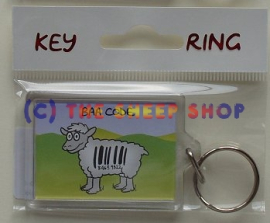 KEY RING
(C) THE SHEEP SHOP
BAR CODE